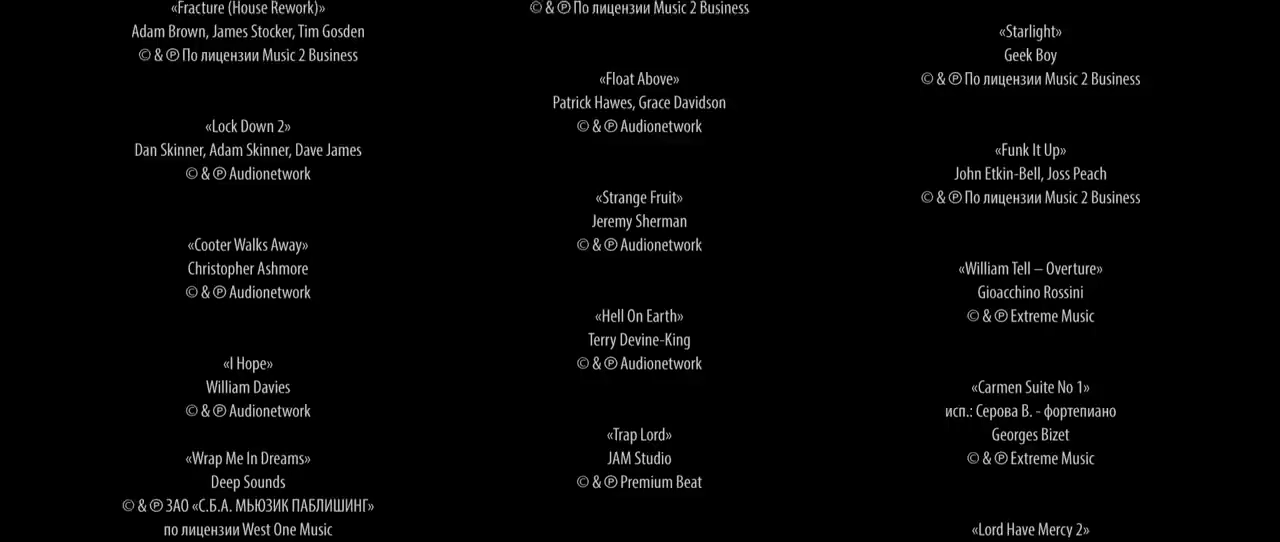 «Fracture (House Rework)»
Adam Brown, James Stocker, Tim Gosden
© & ℗ По лицензии Music 2 Business
«Lock Down 2»
Dan Skinner, Adam Skinner, Dave James
© & ℗ Audionetwork
«Cooter Walks Away»
Christopher Ashmore
© & ℗ Audionetwork
«I Hope»
William Davies
© & ℗ Audionetwork
«Wrap Me In Dreams»
Deep Sounds
© & ℗ ЗАО «С.Б.А. МЬЮЗИК ПАБЛИШИНГ»
по лицензии West One Music
© & ℗ По лицензии Music 2 Business
«Float Above»
Patrick Hawes, Grace Davidson
© & ℗ Audionetwork
«Strange Fruit»
Jeremy Sherman
© & ℗ Audionetwork
«Hell On Earth»
Terry Devine-King
© & ℗ Audionetwork
«Trap Lord»
JAM Studio
© & ℗ Premium Beat
«Starlight»
Geek Boy
© & ℗ По лицензии Music 2 Business
«Funk It Up»
John Etkin-Bell, Joss Peach
© & ℗ По лицензии Music 2 Business
«William Tell – Overture»
Gioacchino Rossini
© & ℗ Extreme Music
«Carmen Suite No 1»
исп.: Серова В. - фортепиано
Georges Bizet
© & ℗ Extreme Music
«Lord Have Mercy 2»